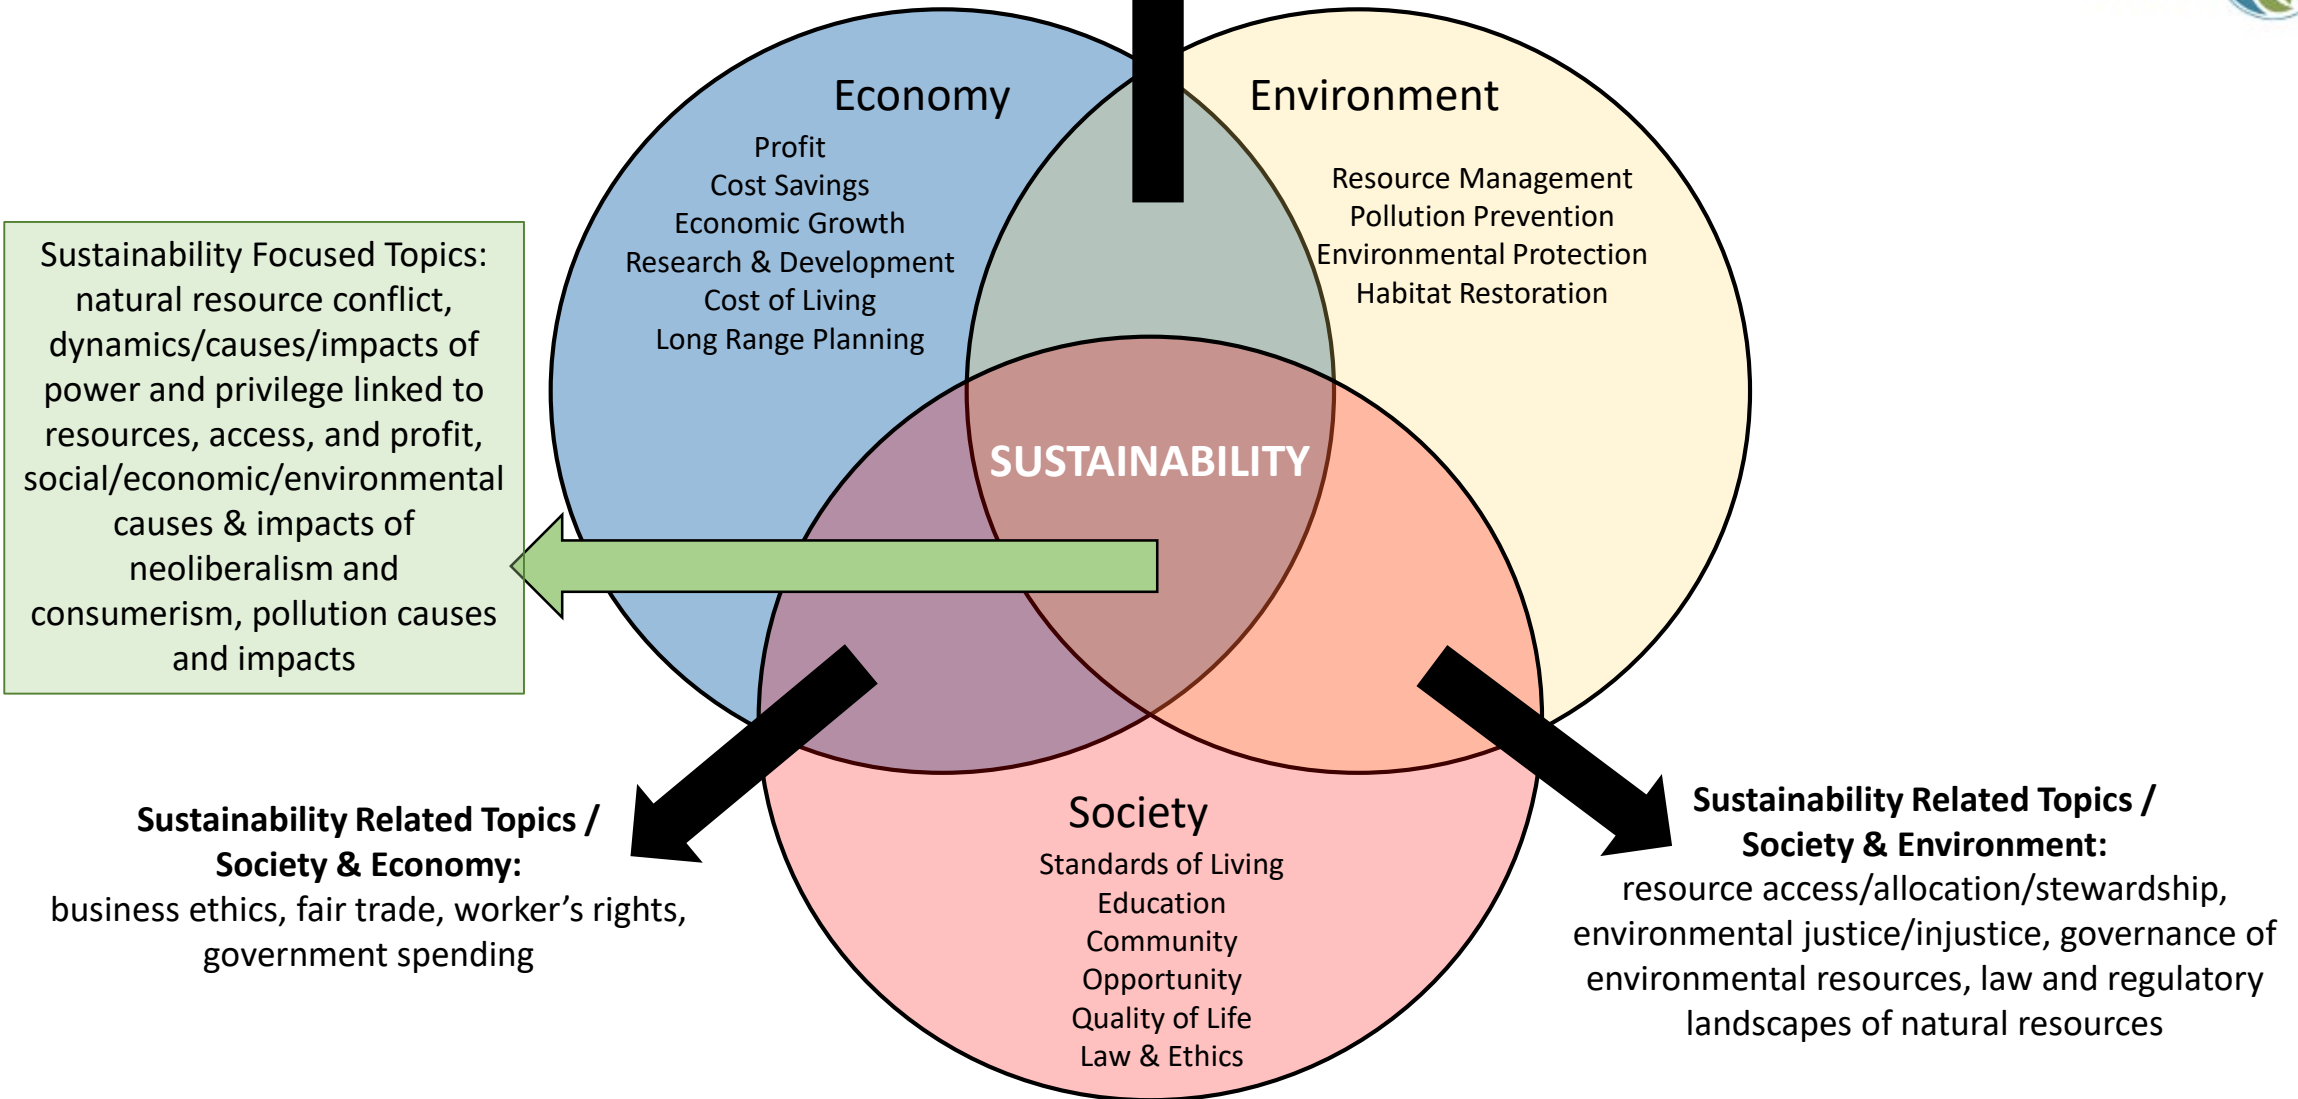 Economy
Profit
Cost Savings
Economic Growth
Research & Development
Cost of Living
Long Range Planning
Environment
Resource Management
Pollution Prevention
Environmental Protection
Habitat Restoration
Sustainability Focused Topics:
natural resource conflict,
dynamics/causes/impacts of
power and privilege linked to
resources, access, and profit,
social/economic/environmental
causes & impacts of
neoliberalism and
consumerism, pollution causes
and impacts
SUSTAINABILITY
Sustainability Related Topics /
Society & Economy:
business ethics, fair trade, worker’s rights,
government spending
Society
Standards of Living
Education
Community
Opportunity
Quality of Life
Law & Ethics
Sustainability Related Topics /
Society & Environment:
resource access/allocation/stewardship,
environmental justice/injustice, governance of
environmental resources, law and regulatory
landscapes of natural resources